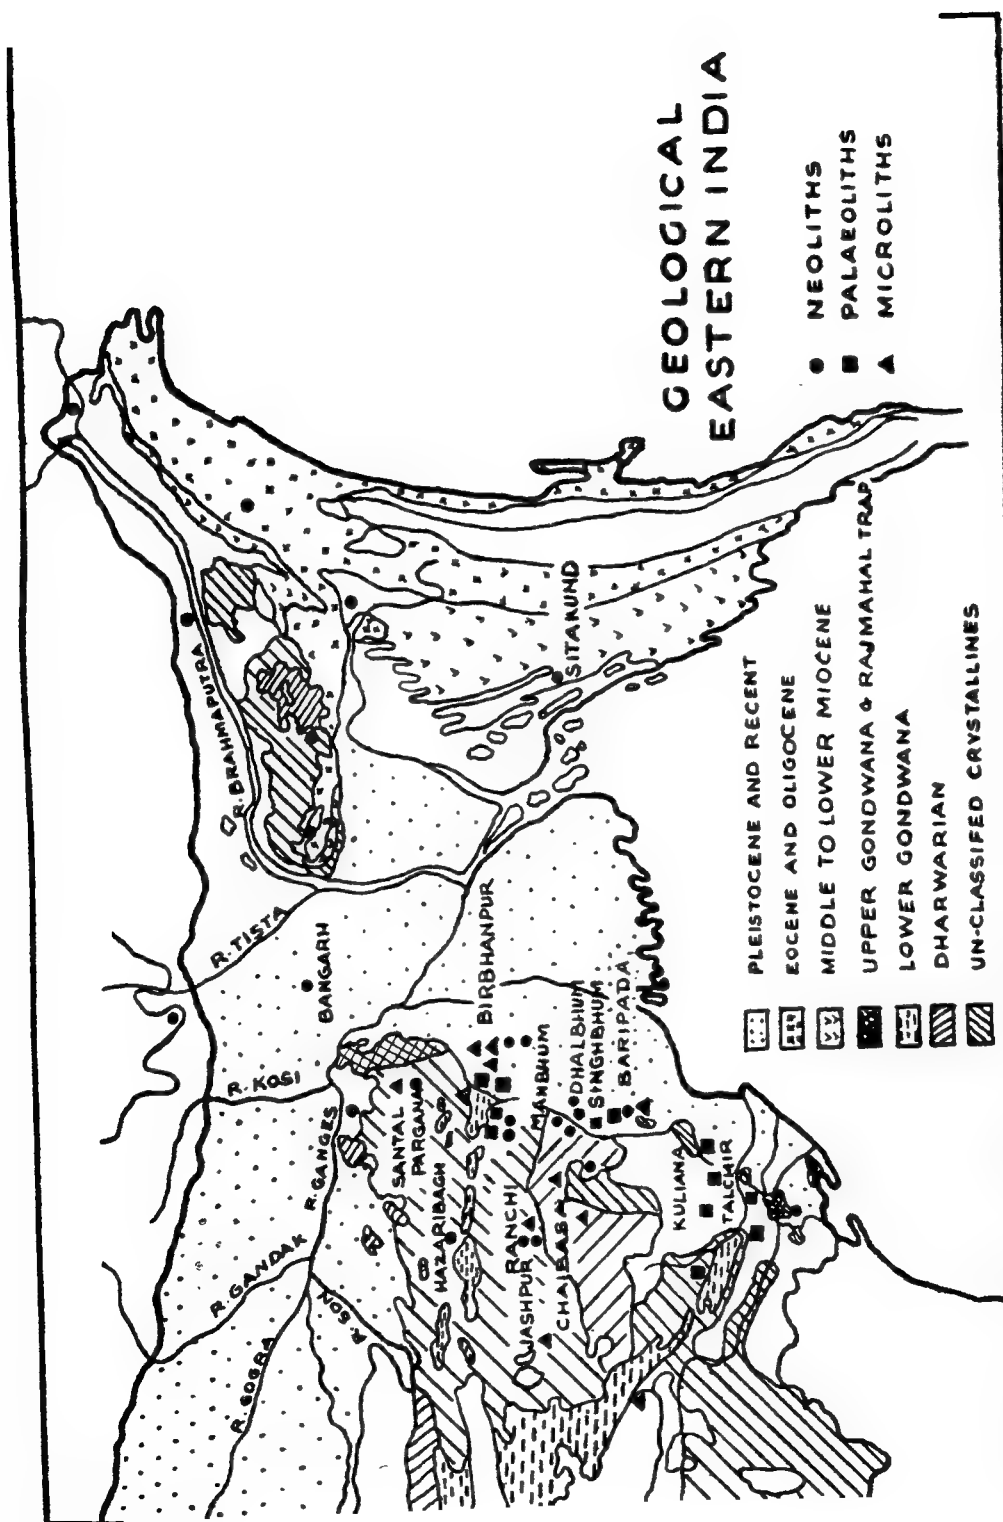 GEOLOGICAL
EASTERN INDIA
NEOLITHS
PALAEOLITHS
MICROLITHS
R. BRAHMAPUTRA
R. TISTA
BANGARH
R. KOSI
R. GANGES
R. GANDAK
R. GOGRA
R. SON
SITAKUND
SANTAL
PARGANA
HAZARIBAGH
BIRBHANPUR
RANCHI
MANBHUM
JASHPUR
CHAIBASA
DHALBHUM
SINGHBHUM
BARIPADA
KULIANA
TALCHIR
PLEISTOCENE AND RECENT
EOCENE AND OLIGOCENE
MIDDLE TO LOWER MIOCENE
UPPER GONDWANA & RAJMAHAL TRAP
LOWER GONDWANA
DHARWARIAN
UN-CLASSIFED CRYSTALLINES